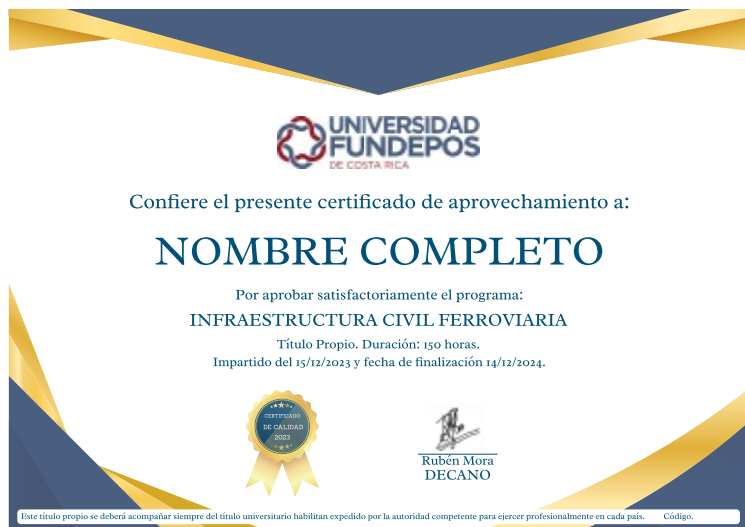 UNIVERSIDAD
FUNDEPOS
DE COSTA RICA
Confiere el presente certificado de aprovechamiento a:
NOMBRE COMPLETO
Por aprobar satisfactoriamente el programa:
INFRAESTRUCTURA CIVIL FERROVIARIA
Título Propio. Duración: 150 horas.
Impartido del 15/12/2023 y fecha de finalización 14/12/2024.
CERTIFICADO
DE CALIDAD
2023
Rubén Mora
DECANO
Este título propio se deberá acompañar siempre del título universitario habilitan expedido por la autoridad competente para ejercer profesionalmente en cada país. Código.